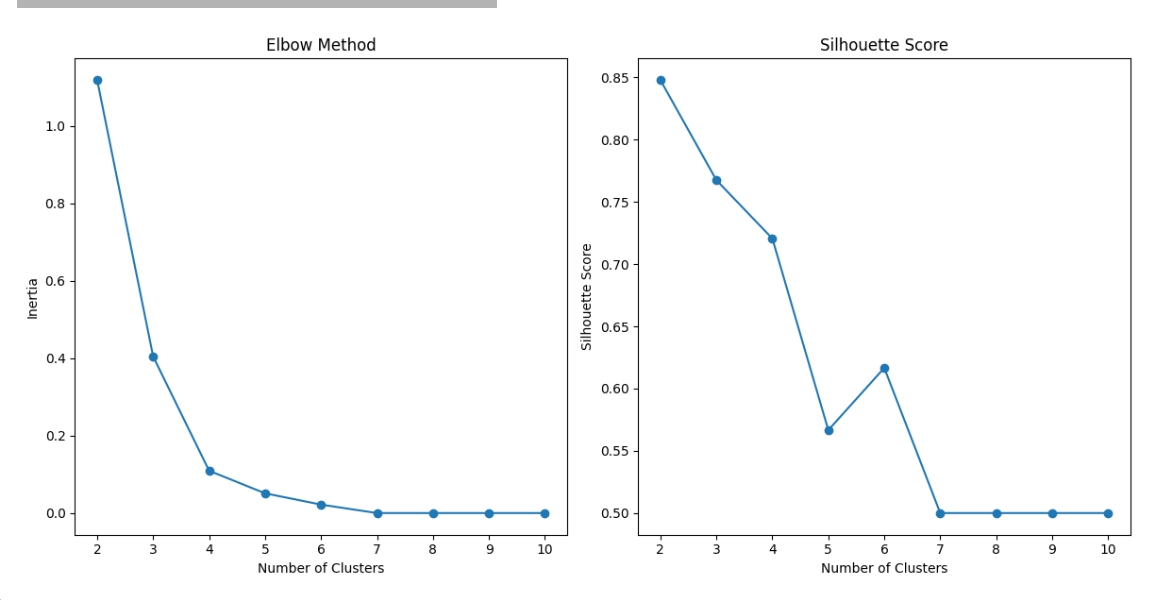 Elbow Method
Inertia
1.0
0.8
0.6
0.4
0.2
0.0
2 3 4 5 6 7 8 9 10
Number of Clusters
Silhouette Score
Silhouette Score
0.85
0.80
0.75
0.70
0.65
0.60
0.55
0.50
2 3 4 5 6 7 8 9 10
Number of Clusters